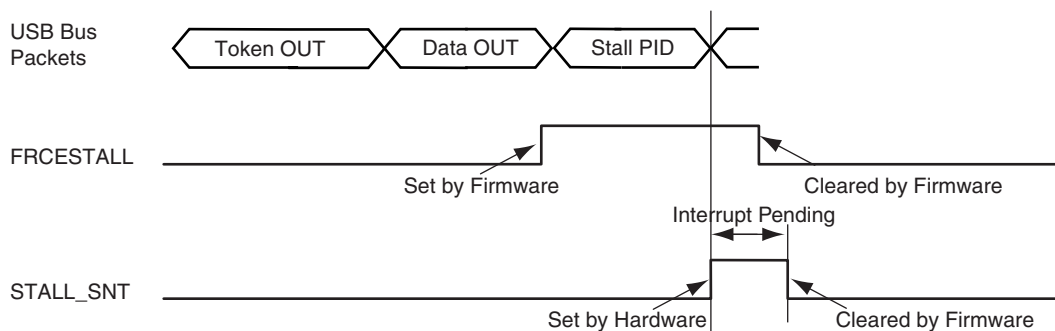 USB Bus
Packets
Token OUT
Data OUT
Stall PID
FRCESTALL
Set by Firmware
Cleared by Firmware
Interrupt Pending
STALL_SNT
Set by Hardware
Cleared by Firmware